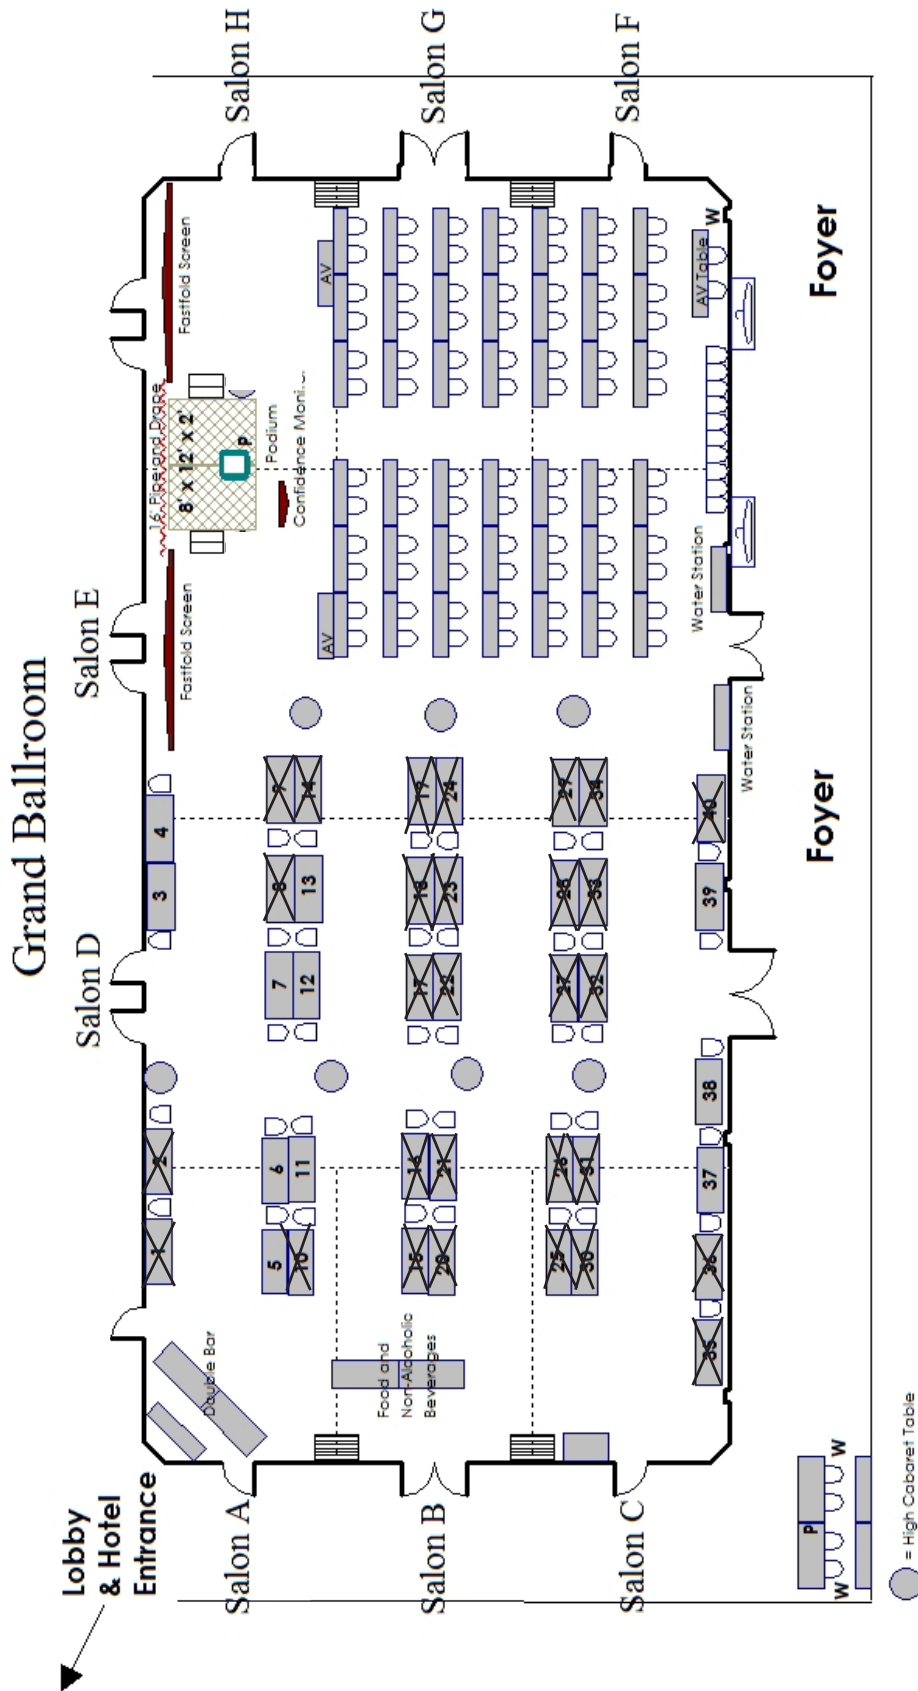 Grand Ballroom
Lobby
& Hotel
Entrance
Salon A
Salon B
Salon C
Salon D
Salon E
Salon H
Salon G
Salon F
Double Bar
Food and
Non-Alcoholic
Beverages
1
2
3
4
5
6
7
8
9
10
11
12
13
14
15
16
17
18
19
20
21
22
23
24
25
26
27
28
29
30
31
32
33
34
35
36
37
38
39
40
Fastfold Screen
16' Pipe and Drape
8' x 12' x 2'
P
Podium
Fastfold Screen
AV
AV
AV Table
W
Water Station
Water Station
Foyer
Foyer
W
P
W
= High Cabaret Table